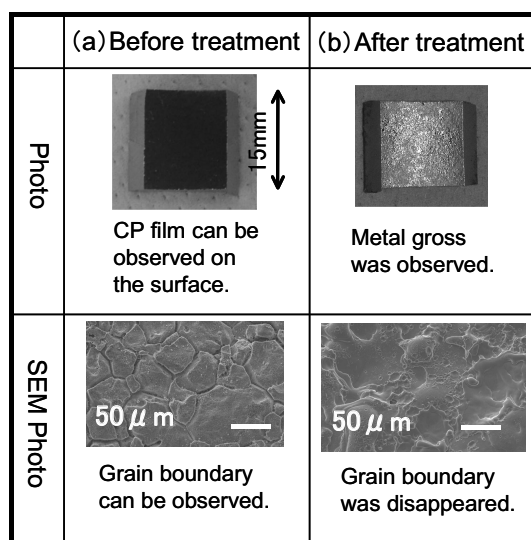 (a)Before treatment
(b)After treatment
Photo
15mm
CP film can be
observed on
the surface.
Metal gross
was observed.
SEM Photo
50μm
Grain boundary
can be observed.
50μm
Grain boundary
was disappeared.